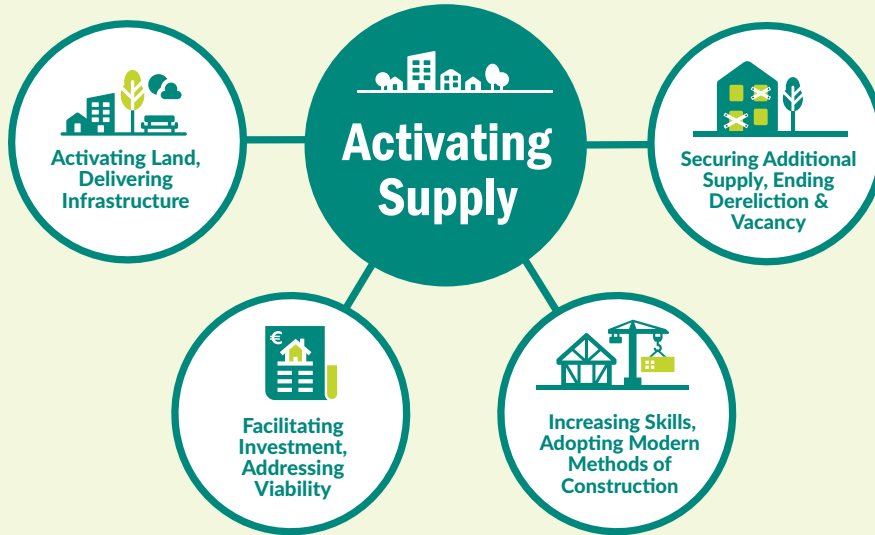 Activating
Supply
Activating Land,
Delivering
Infrastructure
Securing Additional
Supply, Ending
Dereliction &
Vacancy
€
Facilitating
Investment,
Addressing
Viability
Increasing Skills,
Adopting Modern
Methods of
Construction